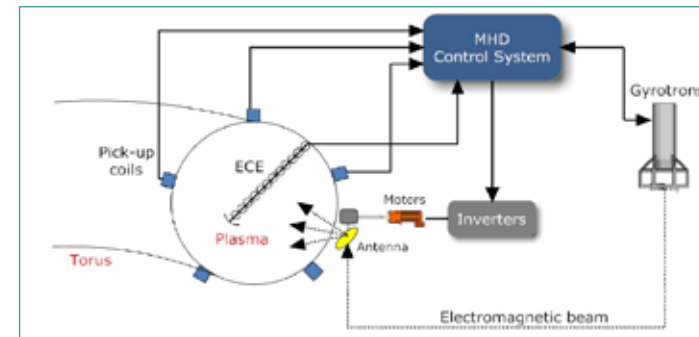 MHD
Control System
Gyrotrons
Pick-up
coils
ECE
Motors
Inverters
Plasma
Antenna
Torus
Electromagnetic beam